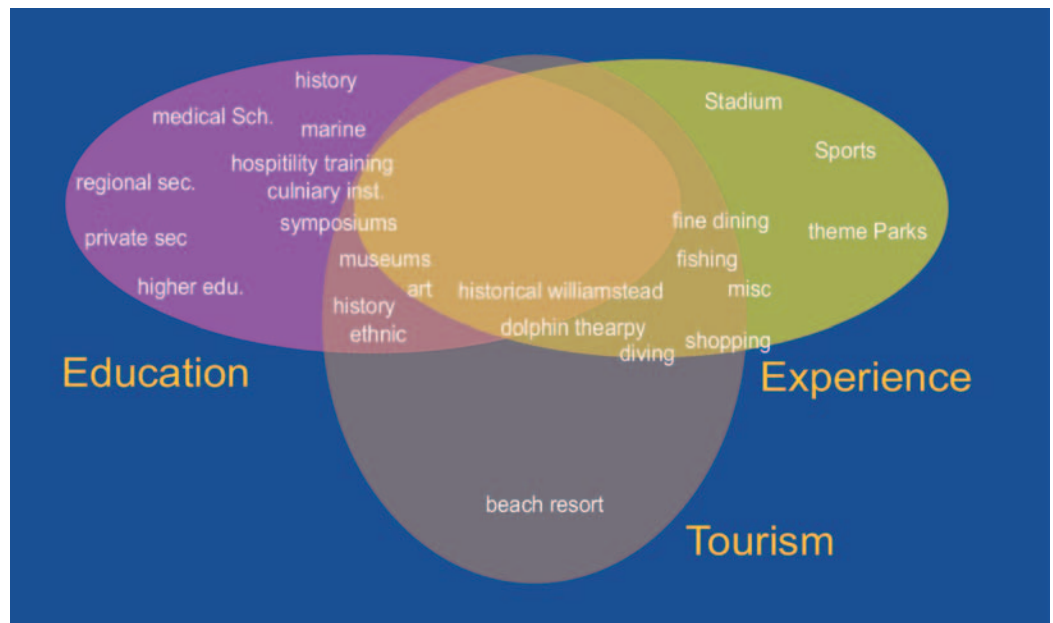 history
Stadium
medical Sch.
marine
Sports
hospitility training
regional sec.
culniary inst.
symposiums
fine dining
theme Parks
private sec
museums
fishing
higher edu.
art
historical williamstead
misc
history
ethnic
dolphin thearpy
diving
shopping
Education
Experience
beach resort
Tourism